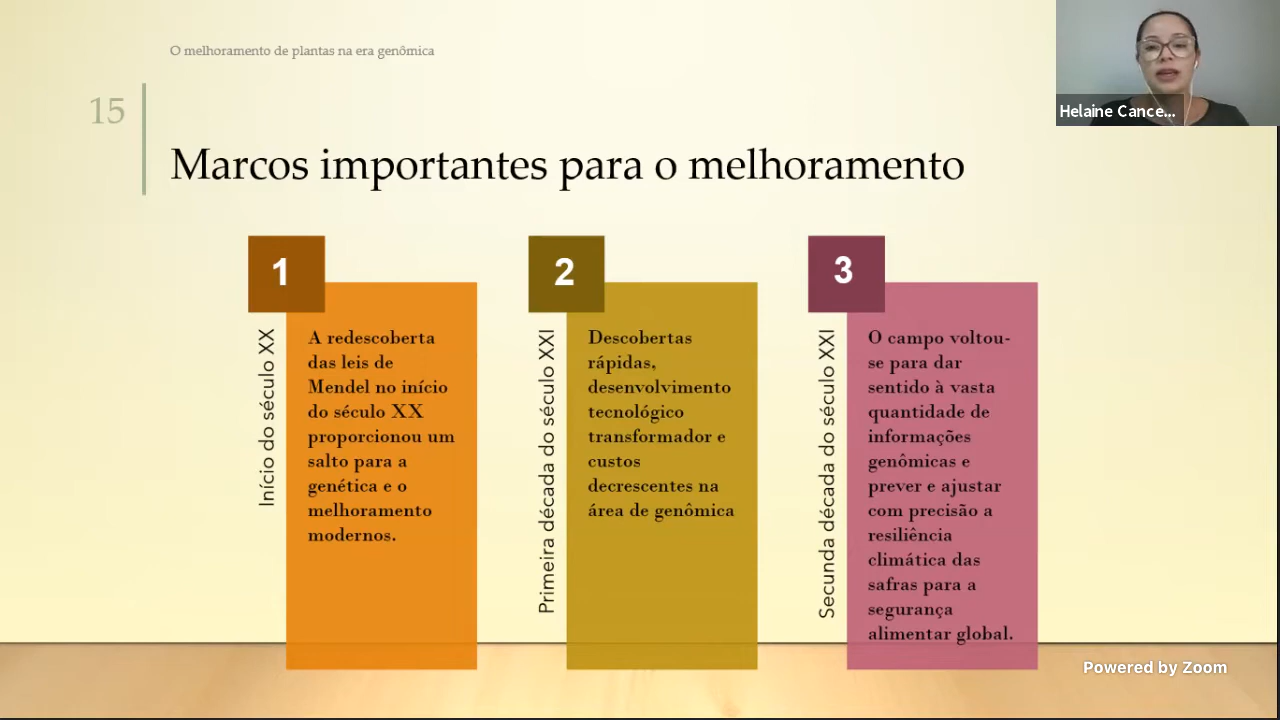 O melhoramento de plantas na era genômica
15
Marcos importantes para o melhoramento
Helaine Cance...
1
Início do século XX
A redescoberta
das leis de
Mendel no início
do século XX
proporcionou um
salto para a
genética e o
melhoramento
modernos.
2
Primeira década do século XXI
Descobertas
rápidas,
desenvolvimento
tecnológico
transformador e
custos
decrescentes na
área de genômica
3
Secunda década do século XXI
O campo voltou-
se para dar
sentido à vasta
quantidade de
informações
genômicas e
prever e ajustar
com precisão a
resiliência
climática das
safras para a
segurança
alimentar global.
Powered by Zoom